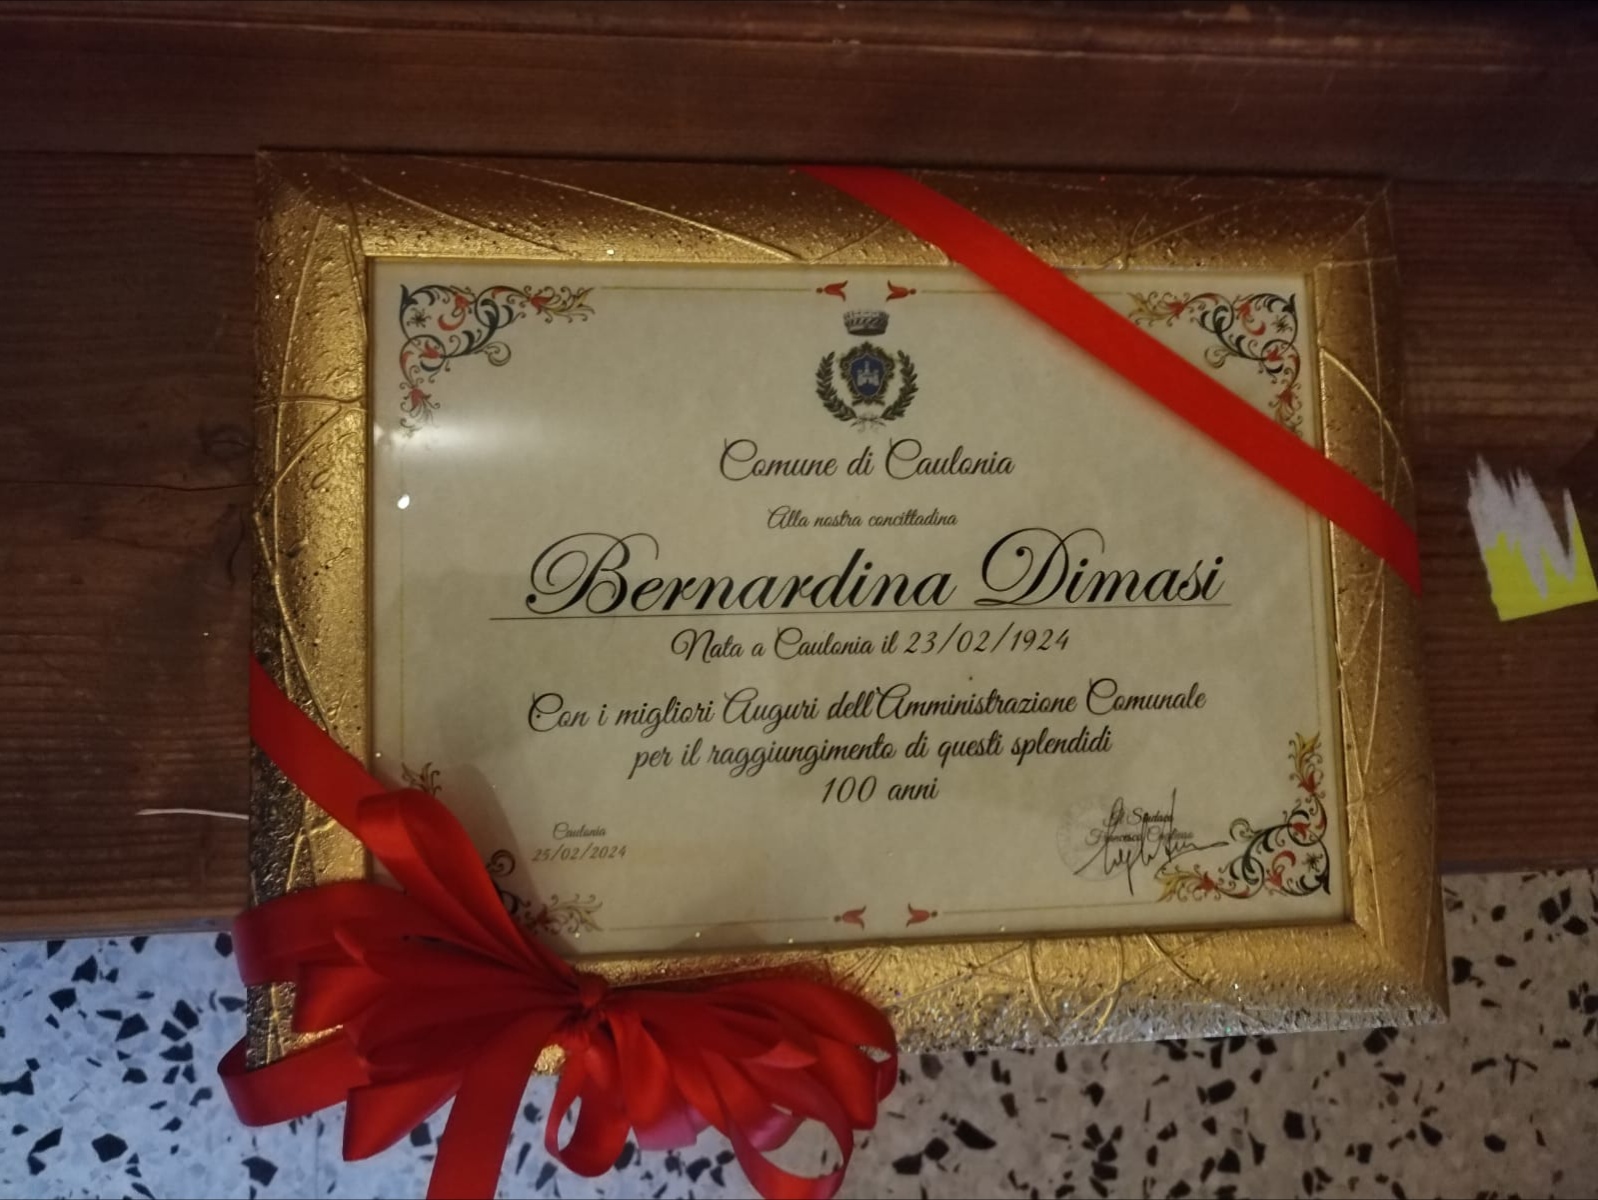 Comune di Caulonia
Alla nostra concittadina
Bernardina Dimasi
Nata a Caulonia il 23/02/1924
Con i migliori Auguri dell'Amministrazione Comunale
per il raggiungimento di questi splendidi
100 anni
Caulonia
25/02/2024
Il Sindaco
Francesco